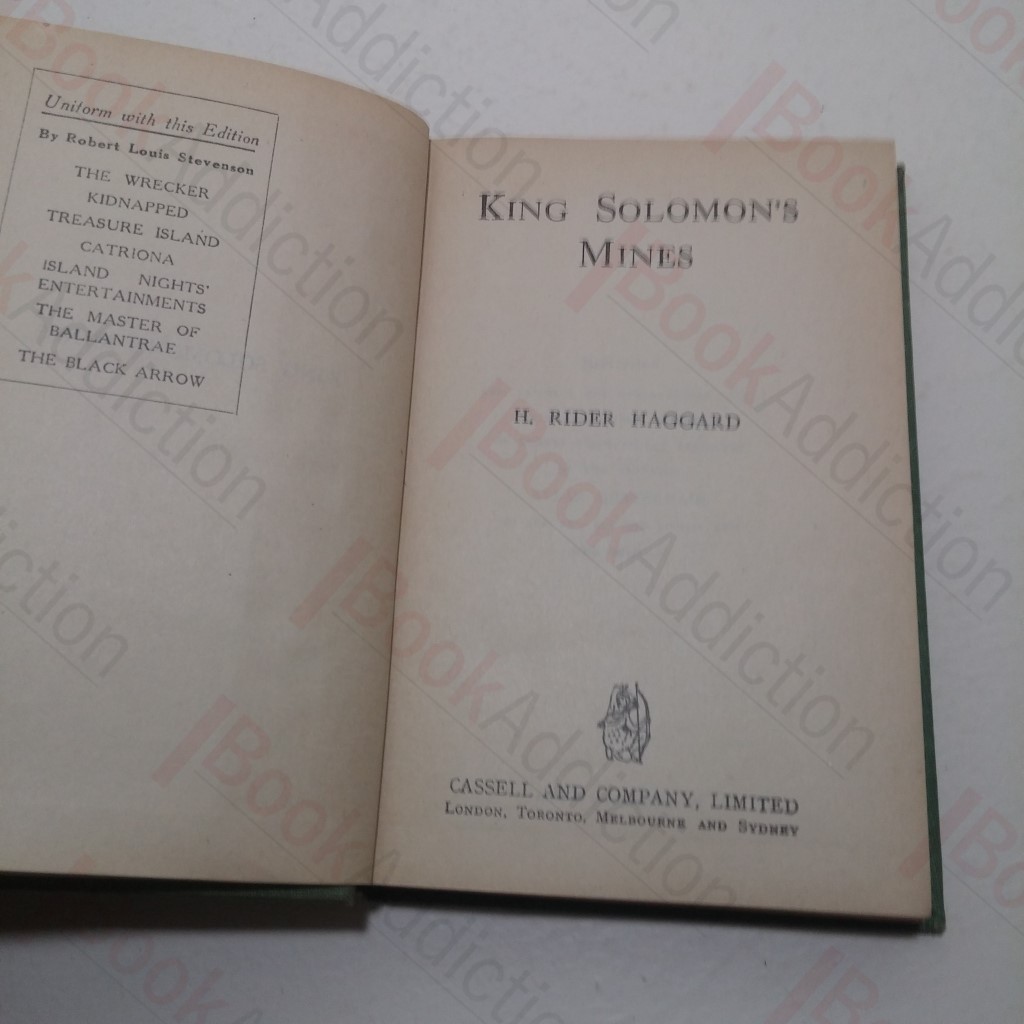 Uniform with this Edition
By Robert Louis Stevenson
THE WRECKER
KIDNAPPED
TREASURE ISLAND
CATRIONA
ISLAND NIGHTS'
ENTERTAINMENTS
THE MASTER OF
BALLANTRAE
THE BLACK ARROW
KING SOLOMON'S
MINES
H. RIDER HAGGARD
CASSELL AND COMPANY, LIMITED
LONDON, TORONTO, MELBOURNE AND SYDNEY
BookAddiction